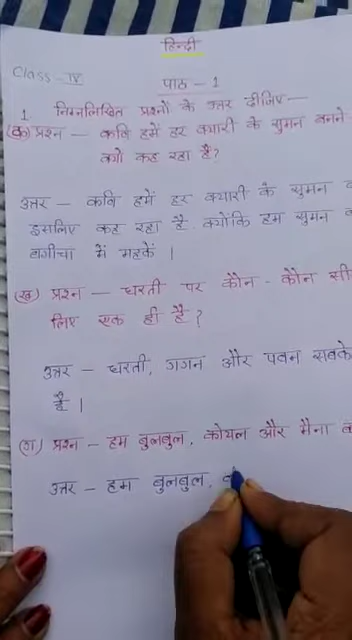 हिन्दी
Class - IV
पाठ - 1
1 निम्नलिखित प्रश्नों के उत्तर दीजिए —
(क) प्रश्न — कवि हमें हर क्यारी के सुमन बनने
क्यों कह रहा है?
उत्तर — कवि हमें हर क्यारी के सुमन
इसलिए कह रहा है क्योंकि हम सुमन
बगीचा में महकें ।
(ख) प्रश्न — धरती पर कौन - कौन सी
लिए एक ही है ?
उत्तर — धरती, गगन और पवन सबके
है ।
(ग) प्रश्न - हम बुलबुल, कोयल और मैना
उत्तर - हम बुलबुल,